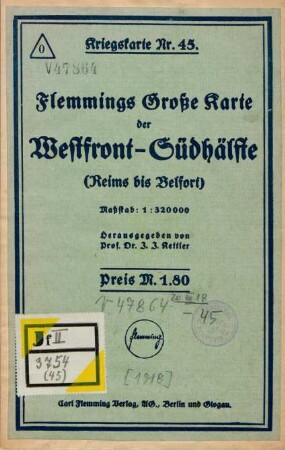 0
Kriegskarte Nr. 45.
V47864
Flemmings Große Karte
der
Westfront-Südhälfte
(Reims bis Belfort)
Maßstab: 1:320000
Herausgegeben von
Prof. Dr. J. J. Kettler
Preis M. 1.80
V 47864
- 45
Flemming
Jf II
3754
(45)
[1918]
Carl Flemming Verlag, AG., Berlin und Glogau.